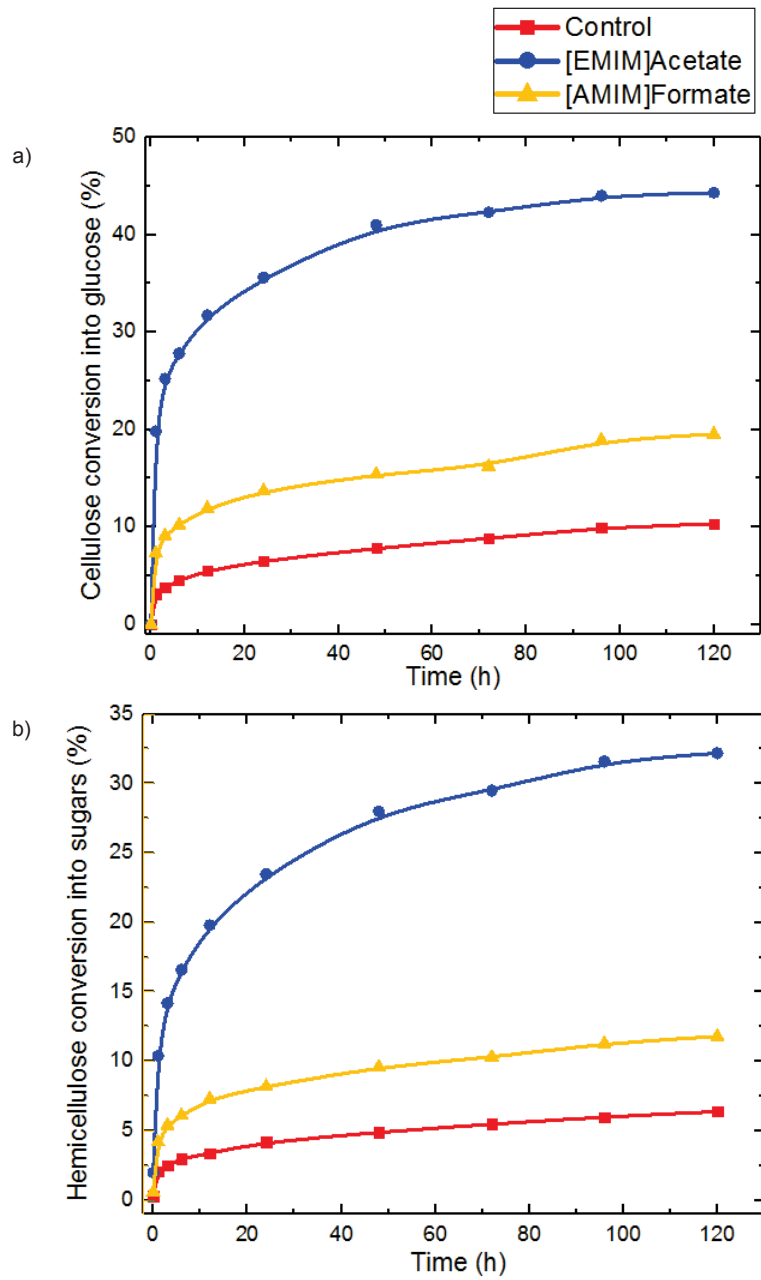 Control
[EMIM]Acetate
[AMIM]Formate
a)
Cellulose conversion into glucose (%)
50
40
30
20
10
0
0 20 40 60 80 100 120
Time (h)
b)
Hemicellulose conversion into sugars (%)
35
30
25
20
15
10
5
0
0 20 40 60 80 100 120
Time (h)